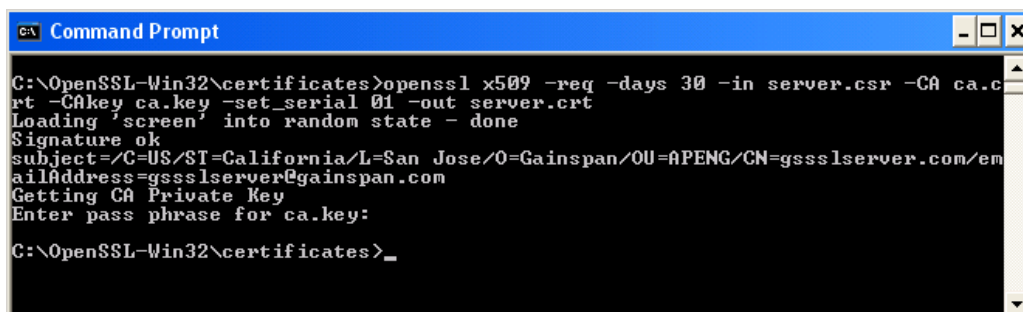 Command Prompt
C:\OpenSSL-Win32\certificates>openssl x509 -req -days 30 -in server.csr -CA ca.c
rt -CAkey ca.key -set_serial 01 -out server.crt
Loading 'screen' into random state - done
Signature ok
subject=/C=US/ST=California/L=San Jose/O=Gainspan/OU=APENG/CN=gssslserver.com/em
ailAddress=gssslserver@gainspan.com
Getting CA Private Key
Enter pass phrase for ca.key:
C:\OpenSSL-Win32\certificates>_